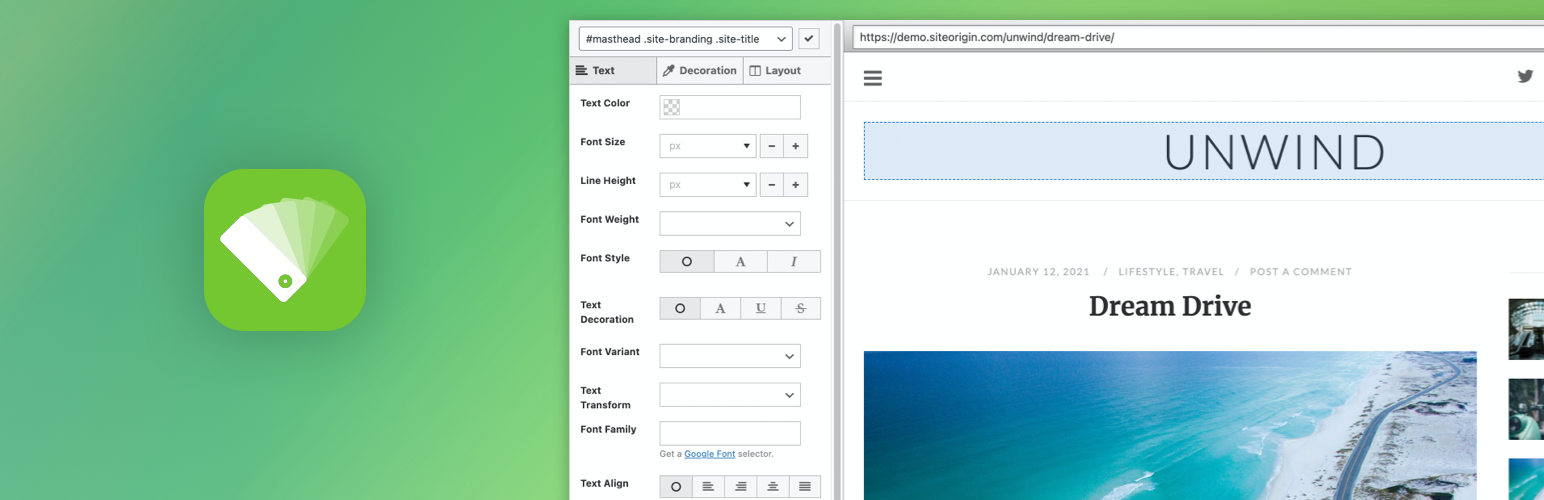 #masthead .site-branding .site-title
https://demo.siteorigin.com/unwind/dream-drive/
Text
Decoration
Layout
Text Color
Font Size
px
Line Height
px
Font Weight
Font Style
A
I
Text
Decoration
A
U
S
Font Variant
Text
Transform
Font Family
Get a Google Font selector.
Text Align
UNWIND
JANUARY 12, 2021 / LIFESTYLE, TRAVEL / POST A COMMENT
Dream Drive